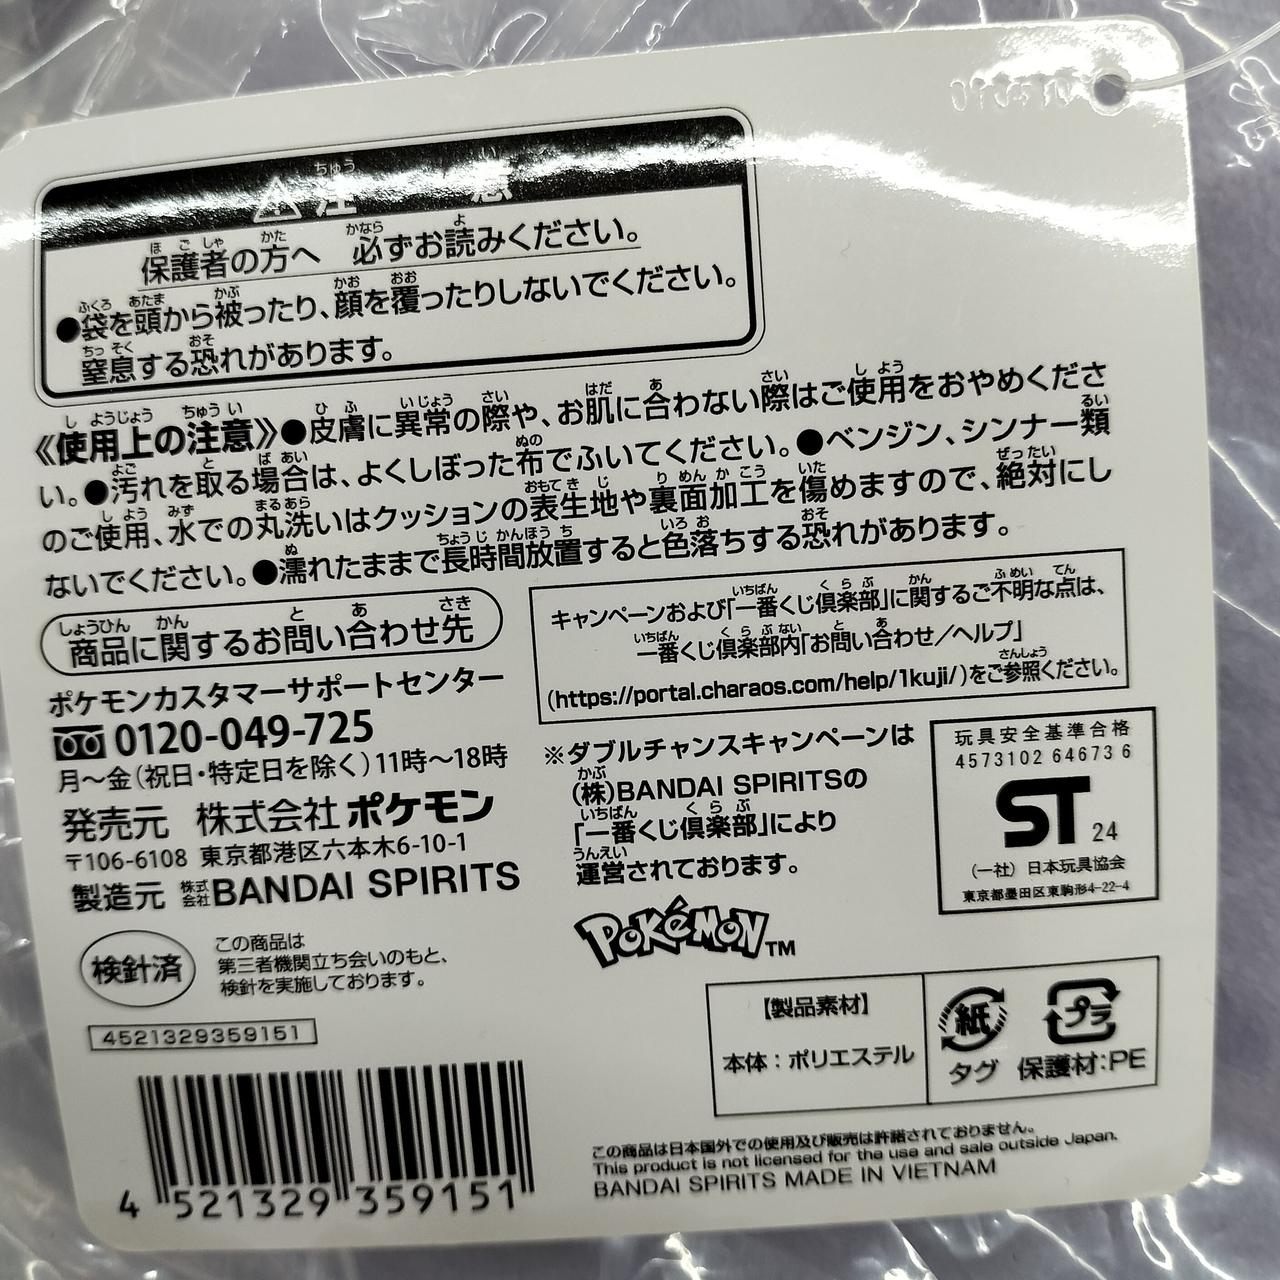 ⚠注意
保護者の方へ 必ずお読みください。
●袋を頭から被ったり、顔を覆ったりしないでください。
窒息する恐れがあります。
《使用上の注意》●皮膚に異常の際や、お肌に合わない際はご使用をおやめくださ
い。●汚れを取る場合は、よくしぼった布でふいてください。●ベンジン、シンナー類
のご使用、水での丸洗いはクッションの表生地や裏面加工を傷めますので、絶対にし
ないでください。●濡れたままで長時間放置すると色落ちする恐れがあります。
商品に関するお問い合わせ先
ポケモンカスタマーサポートセンター
0120-049-725
月～金(祝日・特定日を除く)11時～18時
発売元 株式会社ポケモン
〒106-6108 東京都港区六本木6-10-1
製造元 株式会社BANDAI SPIRITS
キャンペーンおよび「一番くじ倶楽部」に関するご不明な点は、
一番くじ倶楽部内「お問い合わせ/ヘルプ」
(https://portal.charaos.com/help/1kuji/)をご参照ください。
※ダブルチャンスキャンペーンは
(株)BANDAI SPIRITSの
「一番くじ倶楽部」により
運営されております。
玩具安全基準合格
4573102 64673 6
ST 24
(一社)日本玩具協会
東京都墨田区東駒形4-22-4
POKéMON TM
検針済
この商品は
第三者機関立ち会いのもと、
検針を実施しております。
4521329359151
4 521329 359151
【製品素材】
本体：ポリエステル
紙
タグ
プラ
保護材:PE
この商品は日本国外での使用及び販売は許諾されておりません。
This product is not licensed for the use and sale outside Japan.
BANDAI SPIRITS MADE IN VIETNAM